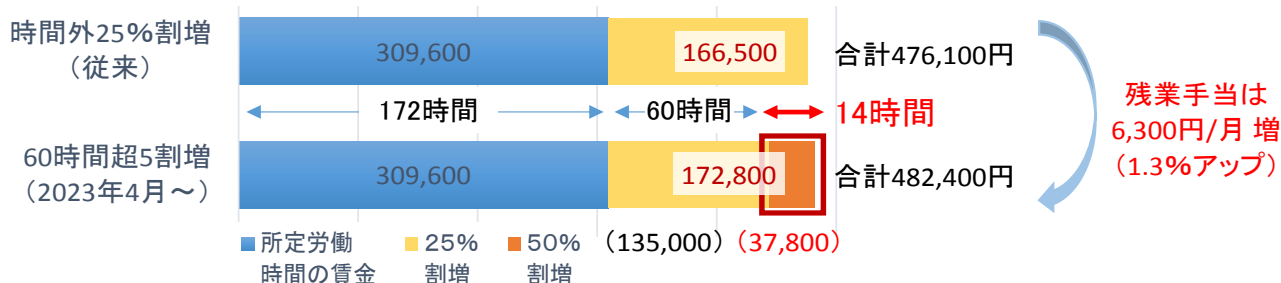 時間外25%割増
（従来）
309,600
166,500
合計476,100円
172時間
60時間
14時間
残業手当は
6,300円/月 増
（1.3％アップ）
60時間超5割増
（2023年4月～）
309,600
172,800
合計482,400円
所定労働
時間の賃金
25%
割増
50%
割増
（135,000）
（37,800）